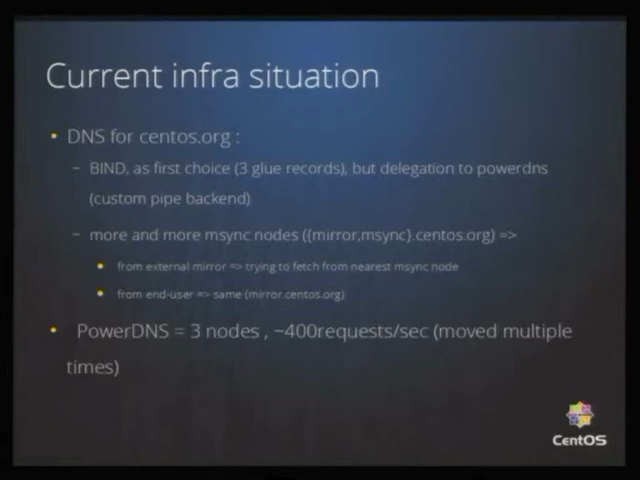 Current infra situation
• DNS for centos.org :
– BIND, as first choice (3 glue records), but delegation to powerdns
(custom pipe backend)
– more and more msync nodes ({mirror,msync}.centos.org) =>
• from external mirror => trying to fetch from nearest msync node
• from end-user => same (mirror.centos.org)
• PowerDNS = 3 nodes , ~400requests/sec (moved multiple
times)
CentOS